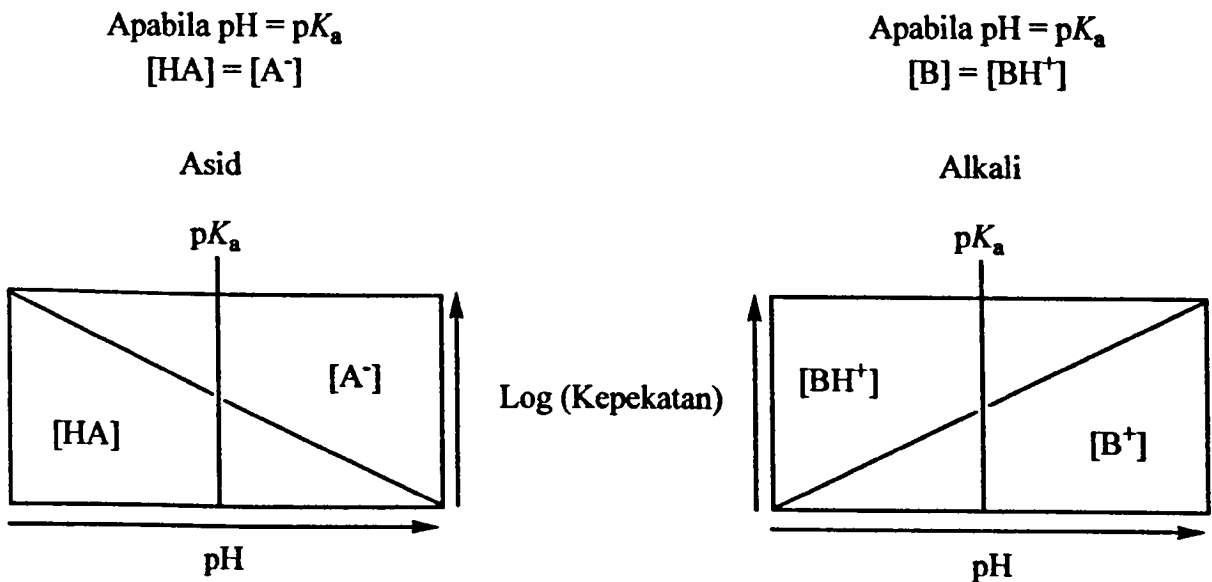 Apabila pH = pKₐ
[HA] = [A⁻]
Asid
pKₐ
[A⁻]
[HA]
pH
Log (Kepekatan)
Apabila pH = pKₐ
[B] = [BH⁺]
Alkali
pKₐ
[BH⁺]
[B⁺]
pH